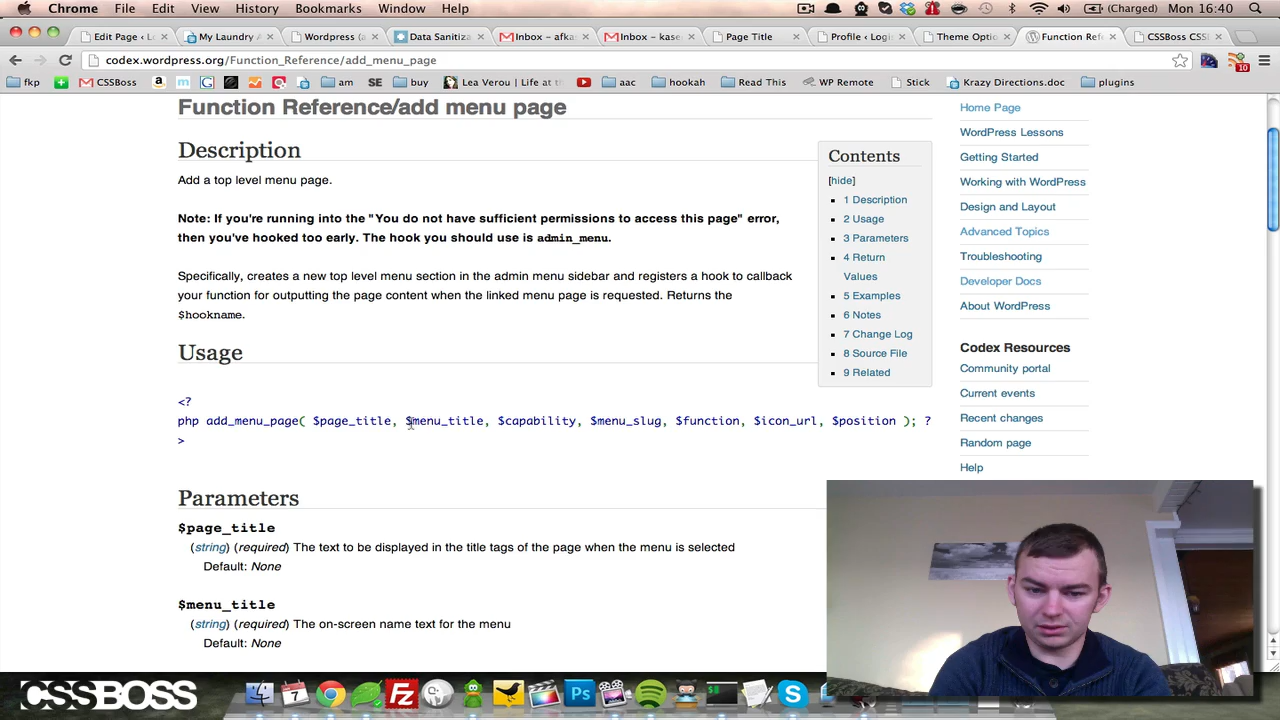 Chrome File Edit View History Bookmarks Window Help (Charged) Mon 16:40
Edit Page ‹ L
My Laundry A
Wordpress (a
Data Sanitiza
Inbox - afkas
Inbox - kase
Page Title
Profile ‹ Logi
Theme Optio
Function Refe
CSSBoss CSS
codex.wordpress.org/Function_Reference/add_menu_page
10
fkp CSSBoss am buy Lea Verou | Life at aac hookah Read This WP Remote Stick Krazy Directions.doc plugins
Function Reference/add menu page
Description
Add a top level menu page.
Note: If you're running into the "You do not have sufficient permissions to access this page" error,
then you've hooked too early. The hook you should use is admin_menu.
Specifically, creates a new top level menu section in the admin menu sidebar and registers a hook to callback
your function for outputting the page content when the linked menu page is requested. Returns the
$hookname.
Usage
<?
php add_menu_page( $page_title, $menu_title, $capability, $menu_slug, $function, $icon_url, $position ); ?
>
Parameters
$page_title
(string) (required) The text to be displayed in the title tags of the page when the menu is selected
Default: None
$menu_title
(string) (required) The on-screen name text for the menu
Default: None
Contents
[hide]
1 Description
2 Usage
3 Parameters
4 Return
Values
5 Examples
6 Notes
7 Change Log
8 Source File
9 Related
Home Page
WordPress Lessons
Getting Started
Working with WordPress
Design and Layout
Advanced Topics
Troubleshooting
Developer Docs
About WordPress
Codex Resources
Community portal
Current events
Recent changes
Random page
Help
CSSBOSS
7
Fz
Ps